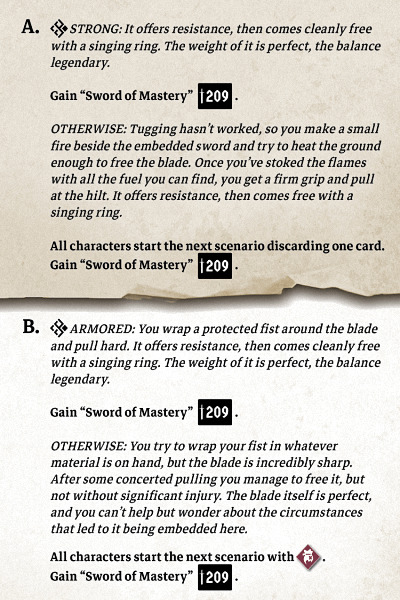 A. STRONG: It offers resistance, then comes cleanly free
with a singing ring. The weight of it is perfect, the balance
legendary.
Gain “Sword of Mastery” 209 .
OTHERWISE: Tugging hasn’t worked, so you make a small
fire beside the embedded sword and try to heat the ground
enough to free the blade. Once you’ve stoked the flames
with all the fuel you can find, you get a firm grip and pull
at the hilt. It offers resistance, then comes free with a
singing ring.
All characters start the next scenario discarding one card.
Gain “Sword of Mastery” 209 .
B. ARMORED: You wrap a protected fist around the blade
and pull hard. It offers resistance, then comes cleanly free
with a singing ring. The weight of it is perfect, the balance
legendary.
Gain “Sword of Mastery” 209 .
OTHERWISE: You try to wrap your fist in whatever
material is on hand, but the blade is incredibly sharp.
After some concerted pulling you manage to free it, but
not without significant injury. The blade itself is perfect,
and you can’t help but wonder about the circumstances
that led to it being embedded here.
All characters start the next scenario with .
Gain “Sword of Mastery” 209 .